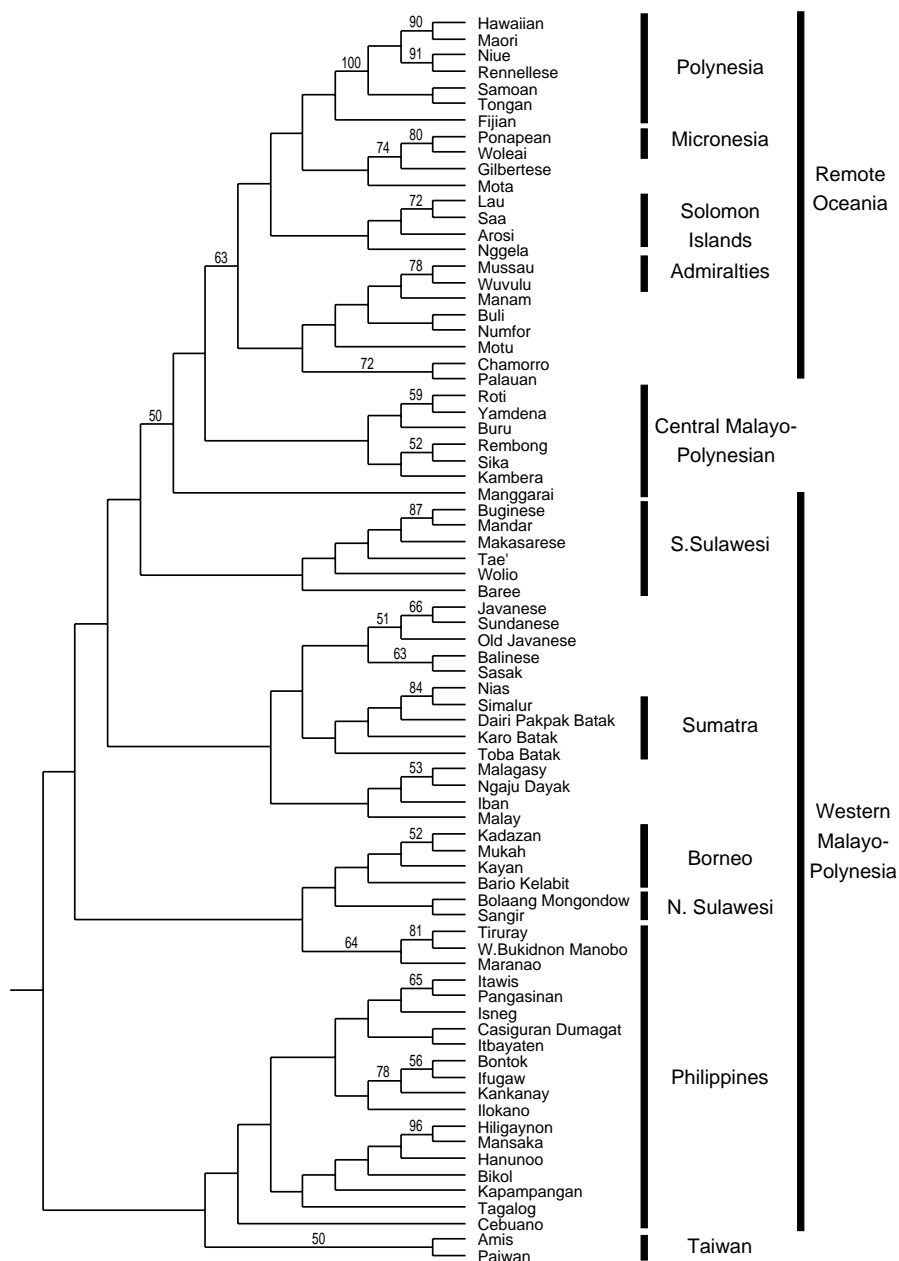 90
Hawaiian
Maori
91
Niue
Rennellese
100
Samoan
Tongan
Fijian
Polynesia
80
Ponapean
Woleai
74
Gilbertese
Mota
Micronesia
72
Lau
Saa
Arosi
Nggela
Solomon
Islands
Remote
Oceania
63
78
Mussau
Wuvulu
Manam
Admiralties
Buli
Numfor
Motu
72
Chamorro
Palauan
59
Roti
Yamdena
Buru
50
52
Rembong
Sika
Kambera
Manggarai
Central Malayo-
Polynesian
87
Buginese
Mandar
Makasarese
Tae'
Wolio
Baree
S.Sulawesi
66
Javanese
Sundanese
51
Old Javanese
63
Balinese
Sasak
84
Nias
Simalur
Dairi Pakpak Batak
Karo Batak
Toba Batak
Sumatra
53
Malagasy
Ngaju Dayak
Iban
Malay
Western
Malayo-
Polynesia
52
Kadazan
Mukah
Kayan
Bario Kelabit
Borneo
Bolaang Mongondow
Sangir
N. Sulawesi
81
Tiruray
W.Bukidnon Manobo
64
Maranao
65
Itawis
Pangasinan
Isneg
Casiguran Dumagat
Itbayaten
56
Bontok
Ifugaw
78
Kankanay
Ilokano
Philippines
96
Hiligaynon
Mansaka
Hanunoo
Bikol
Kapampangan
Tagalog
Cebuano
50
Amis
Paiwan
Taiwan